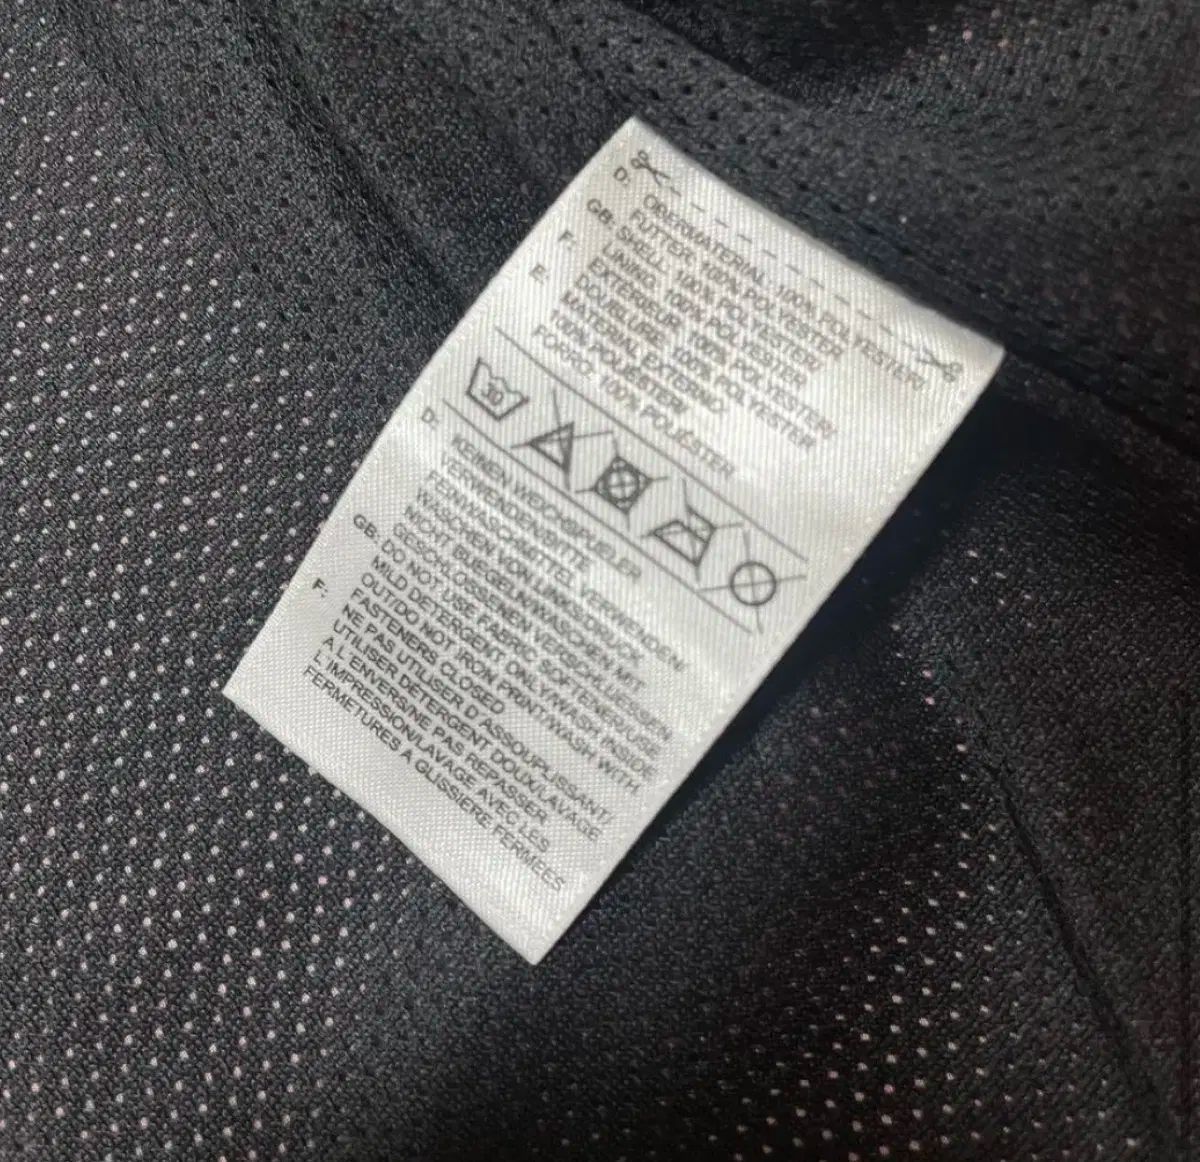 D: OBERMATERIAL: 100% POLYESTER/
FUTTER: 100% POLYESTER
GB: SHELL: 100% POLYESTER/
LINING: 100% POLYESTER
F: EXTERIEUR: 100% POLYESTER/
DOUBLURE: 100% POLYESTER
E: MATERIAL EXTERNO:
100% POLIÉSTER/
FORRO: 100% POLIÉSTER
30
D: KEINEN WEICHSPUELER
VERWENDEN/BITTE
FEINWASCHMITTEL VERWENDEN/
WASCHEN VON LINKS/DRUCK
NICHT BUEGELN/WASCHEN MIT
GESCHLOSSENEN VERSCHLUESSEN
GB: DO NOT USE FABRIC SOFTENER/USE
MILD DETERGENT ONLY/WASH INSIDE
OUT/DO NOT IRON PRINT/WASH WITH
FASTENERS CLOSED
F: NE PAS UTILISER D'ASSOUPLISSANT/
UTILISER DETERGENT DOUX/LAVAGE
A L'ENVERS/NE PAS REPASSER
L'IMPRESSION/LAVAGE AVEC LES
FERMETURES A GLISSIERE FERMEES